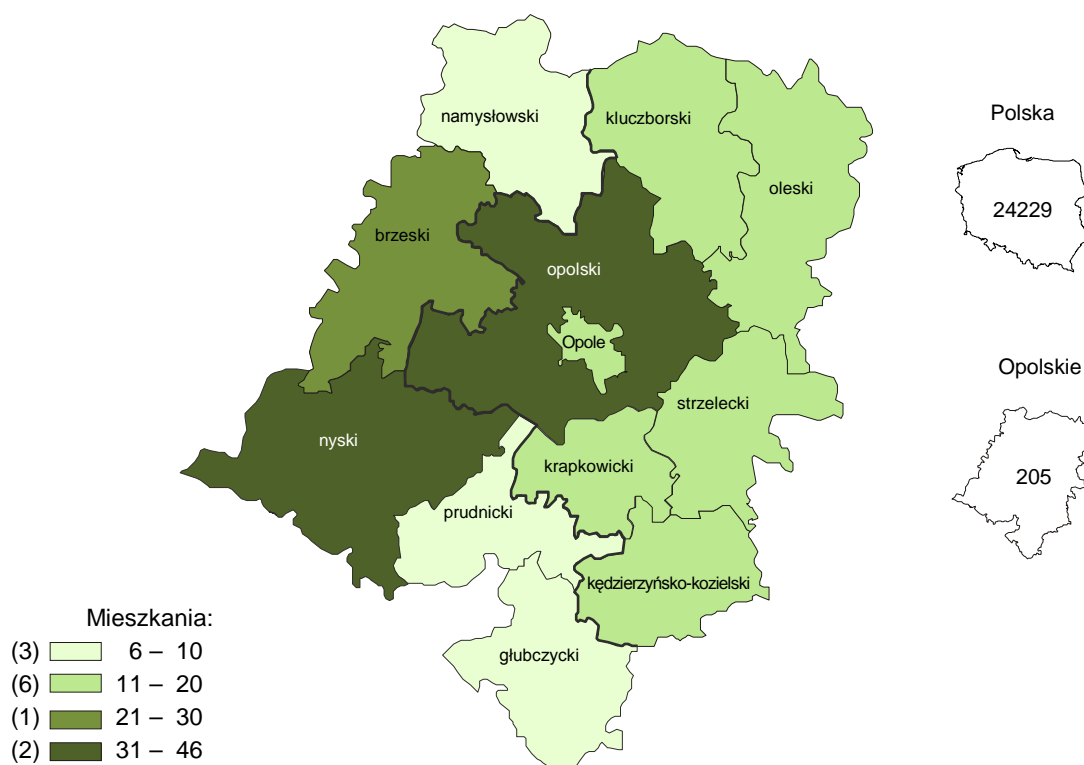 namysłowski
kluczborski
oleski
brzeski
opolski
Opole
strzelecki
nyski
krapkowicki
prudnicki
kędzierzyńsko-kozielski
głubczycki
Polska
24229
Opolskie
205
Mieszkania:
(3) 6 – 10
(6) 11 – 20
(1) 21 – 30
(2) 31 – 46